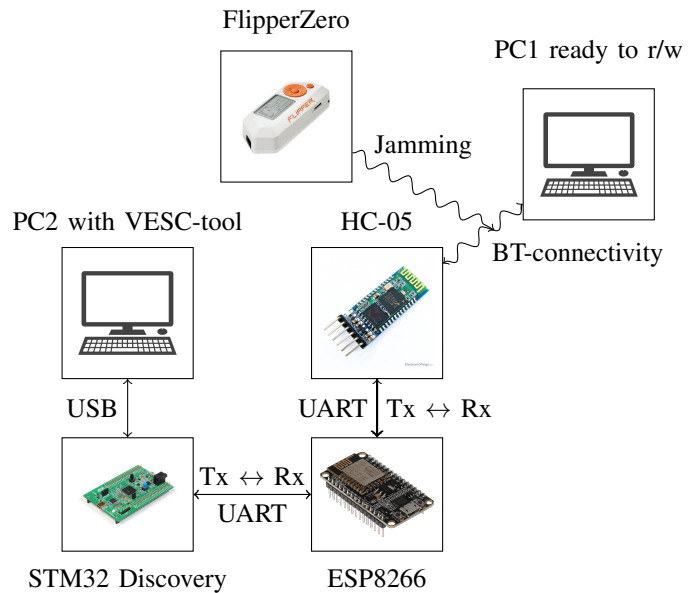 FlipperZero
PC1 ready to r/w
FLIPPER
Jamming
PC2 with VESC-tool
HC-05
BT-connectivity
USB
UART Tx ↔ Rx
Tx ↔ Rx
UART
STM32 Discovery
ESP8266